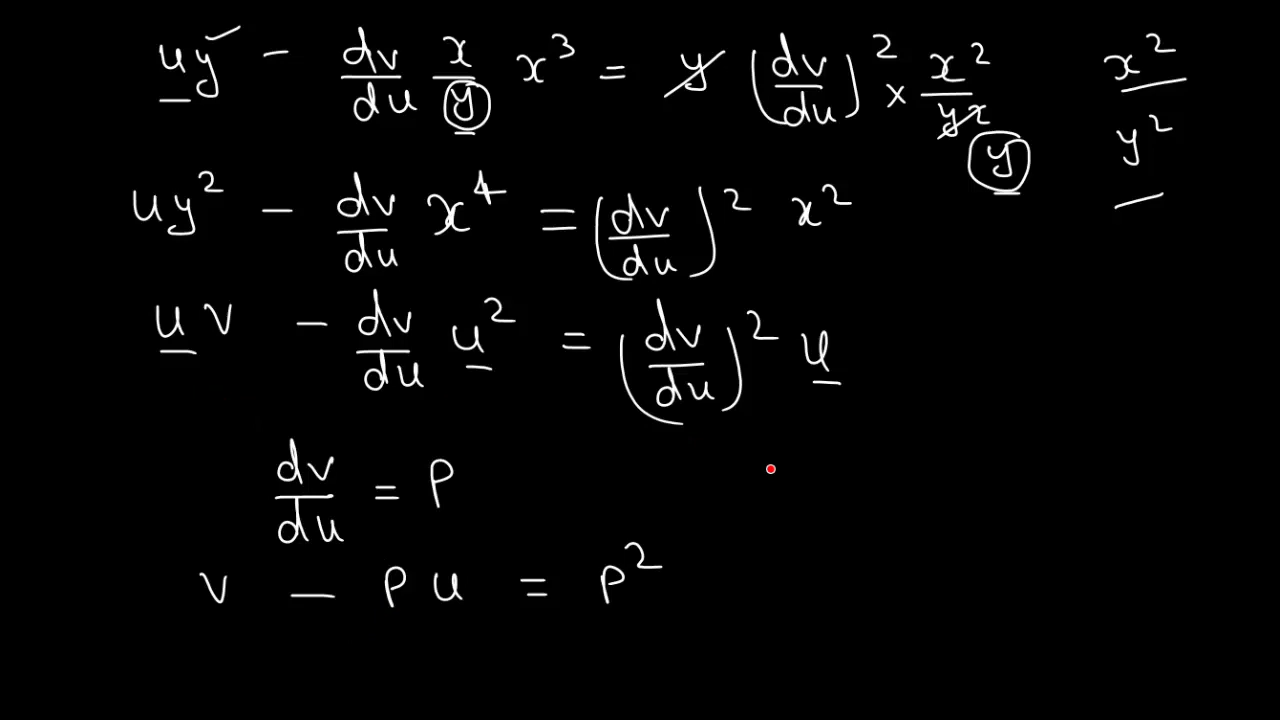 uy - dv/du x/y x³ = y (dv/du)² × x²/y² y x²
y²
uy² - dv/du x⁴ = (dv/du)² x²
uv - dv/du u² = (dv/du)² u
dv/du = P
v - Pu = P²